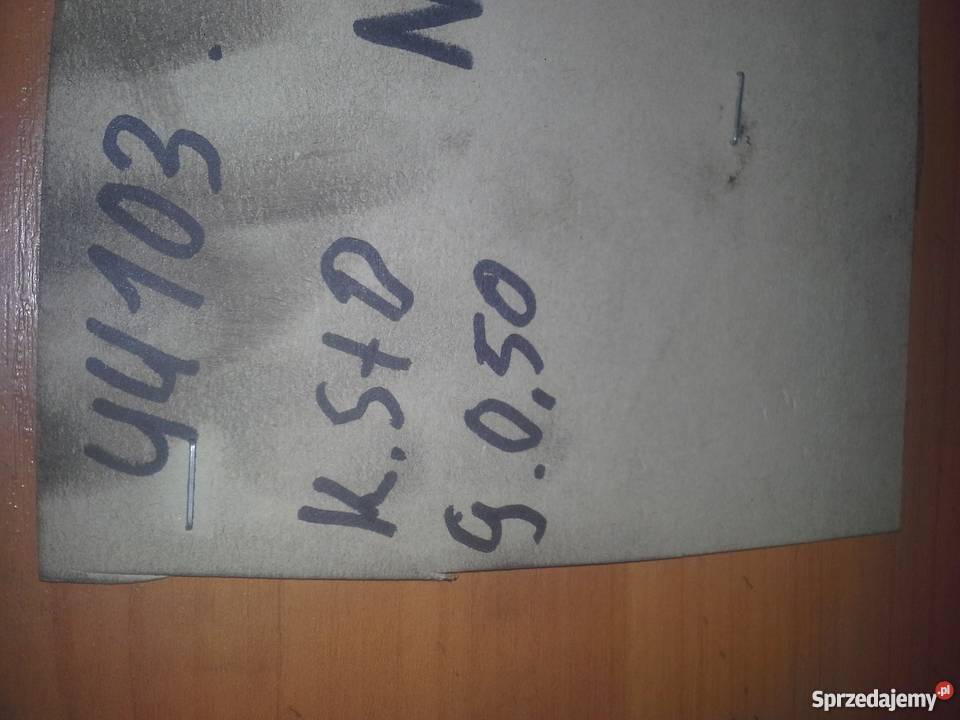 44103 .
K. StD
g. 0,50
Sprzedajemy.pl